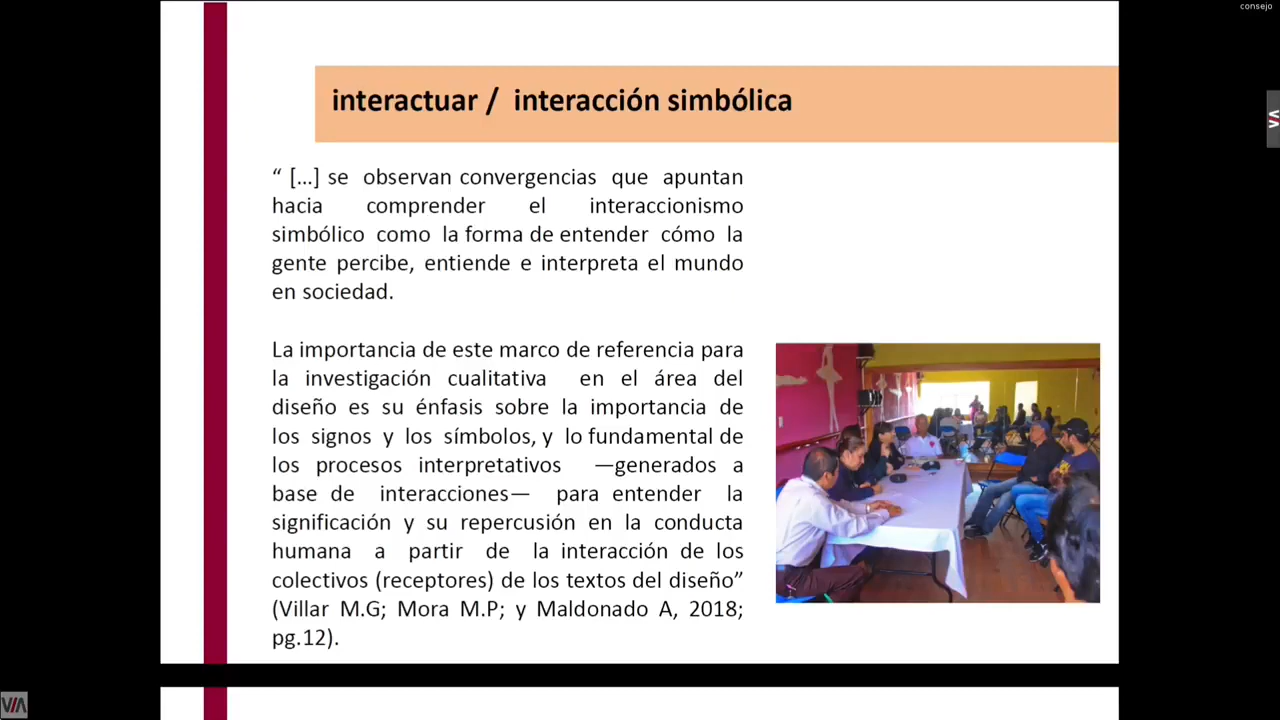 consejo
interactuar / interacción simbólica
“ [...] se observan convergencias que apuntan
hacia comprender el interaccionismo
simbólico como la forma de entender cómo la
gente percibe, entiende e interpreta el mundo
en sociedad.
La importancia de este marco de referencia para
la investigación cualitativa en el área del
diseño es su énfasis sobre la importancia de
los signos y los símbolos, y lo fundamental de
los procesos interpretativos —generados a
base de interacciones— para entender la
significación y su repercusión en la conducta
humana a partir de la interacción de los
colectivos (receptores) de los textos del diseño”
(Villar M.G; Mora M.P; y Maldonado A, 2018;
pg.12).